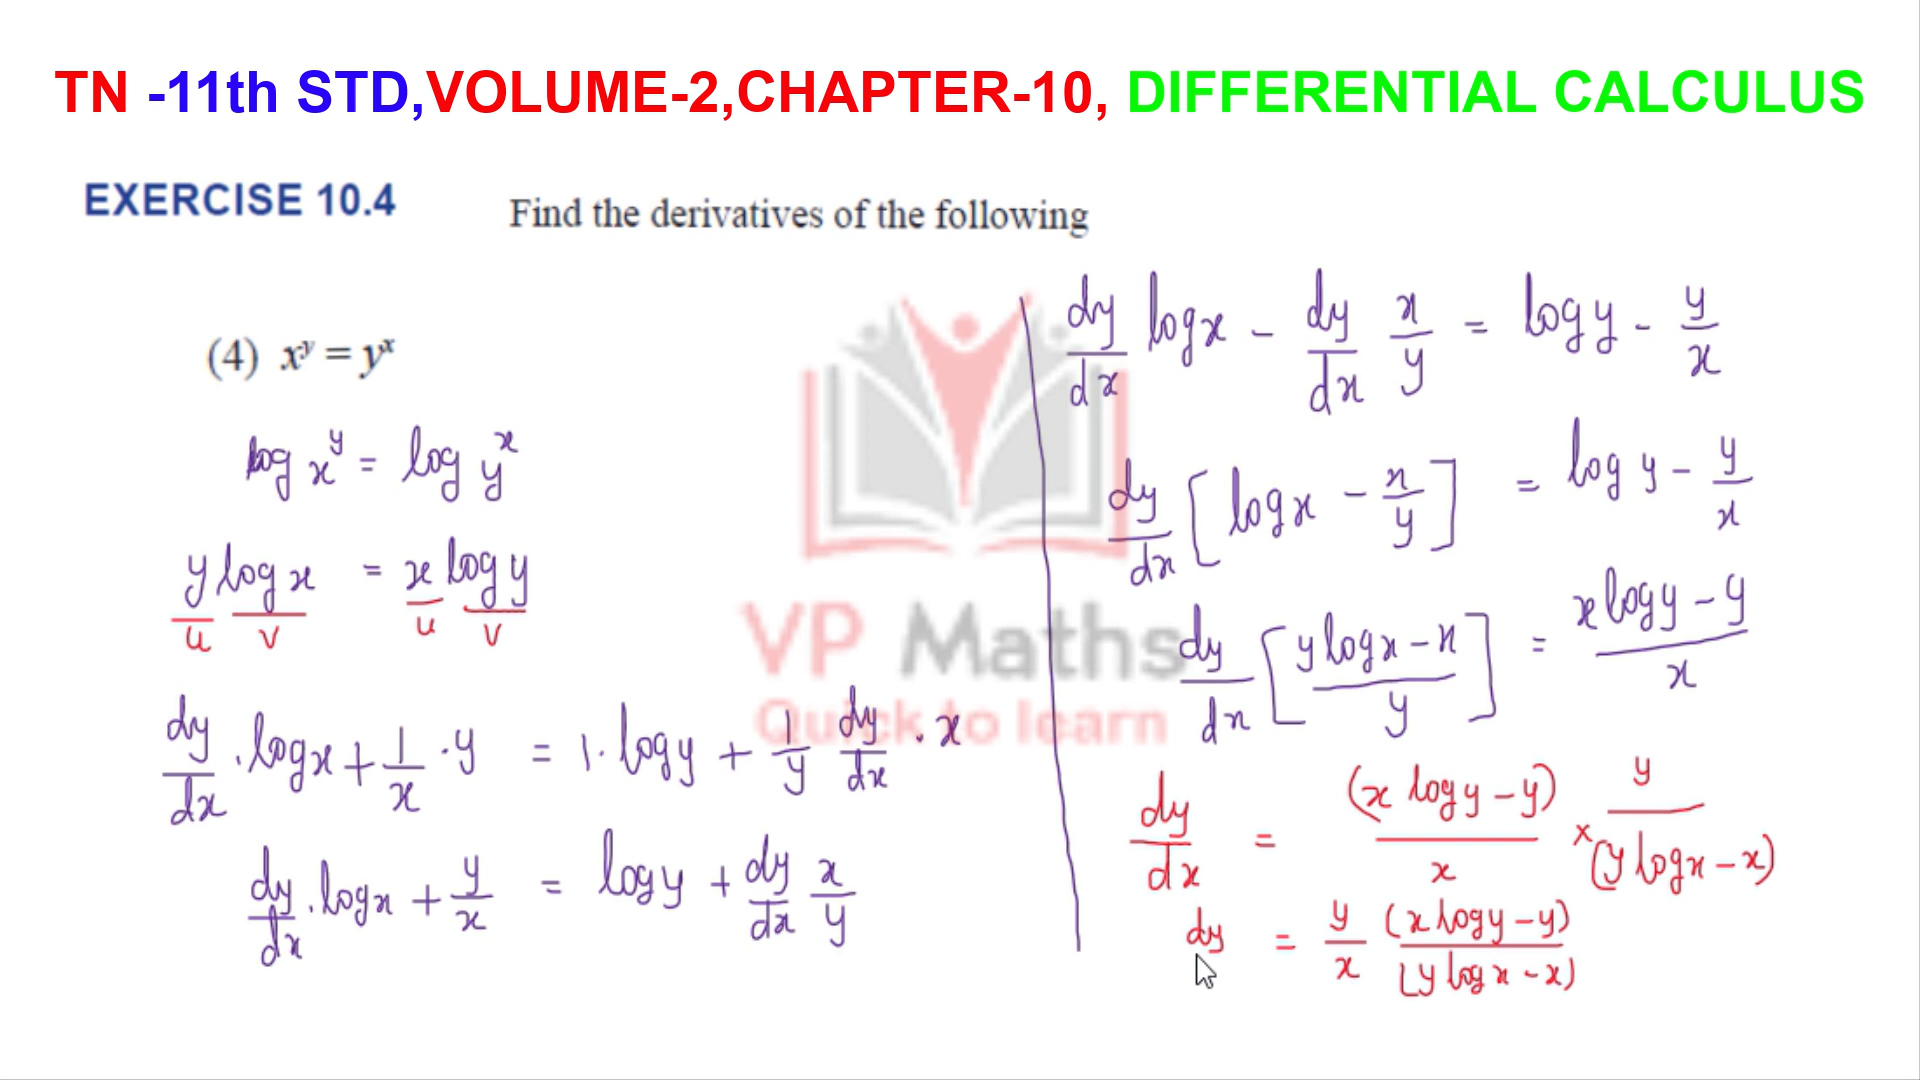 TN -11th STD,VOLUME-2,CHAPTER-10, DIFFERENTIAL CALCULUS
EXERCISE 10.4 Find the derivatives of the following
(4) x^y = y^x
log x^y = log y^x
y log x = x log y
u v u v
dy/dx . log x + 1/x . y = 1 . log y + 1/y dy/dx . x
dy/dx . log x + y/x = log y + dy/dx x/y
dy/dx log x - dy/dx x/y = log y - y/x
dy/dx [log x - x/y] = log y - y/x
dy/dx [(y log x - x)/y] = (x log y - y)/x
dy/dx = (x log y - y)/x × y/(y log x - x)
dy = y/x (x log y - y)/(y log x - x)
VP Maths
Quick to learn